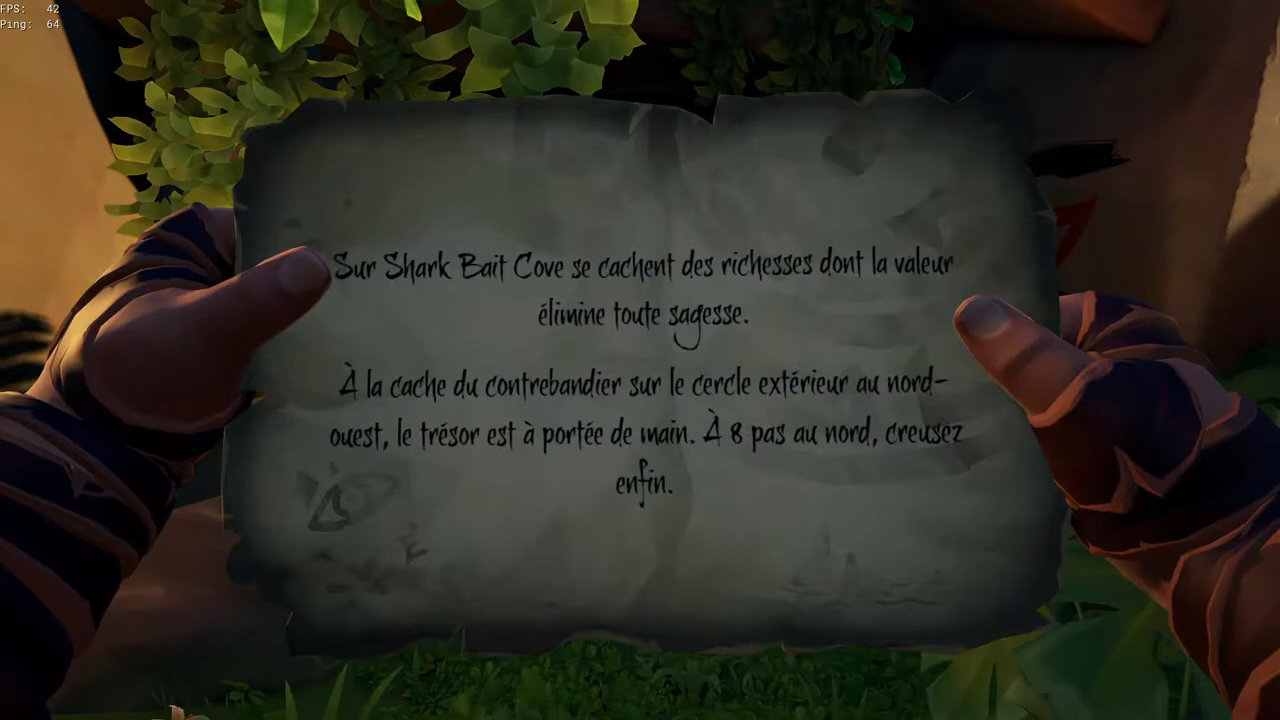 FPS: 42
Ping: 64
Sur Shark Bait Cove se cachent des richesses dont la valeur
élimine toute sagesse.
À la cache du contrebandier sur le cercle extérieur au nord-
ouest, le trésor est à portée de main. À 8 pas au nord, creusez
enfin.